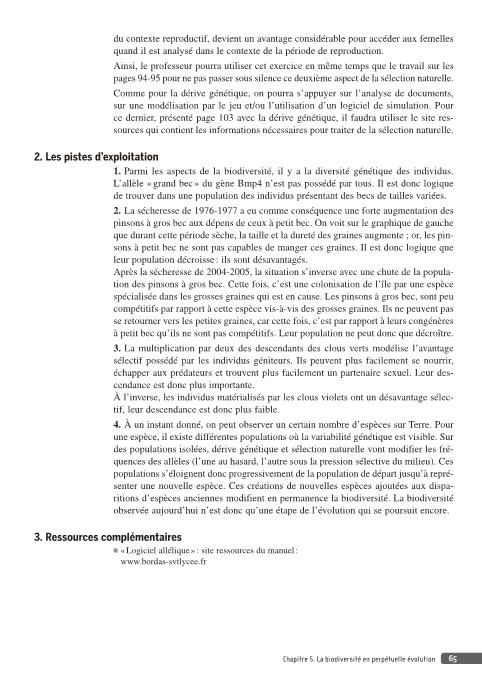 du contexte reproductif, devient un avantage considérable pour accéder aux femelles
quand il est analysé dans le contexte de la période de reproduction.
Ainsi, le professeur pourra utiliser cet exercice en même temps que le travail sur les
pages 94-95 pour ne pas passer sous silence ce deuxième aspect de la sélection naturelle.
Comme pour la dérive génétique, on pourra s'appuyer sur l'analyse de documents,
sur une modélisation par le jeu et/ou l'utilisation d'un logiciel de simulation. Pour
ce dernier, présenté page 103 avec la dérive génétique, il faudra utiliser le site res-
sources qui contient les informations nécessaires pour traiter de la sélection naturelle.
2. Les pistes d'exploitation
1. Parmi les aspects de la biodiversité, il y a la diversité génétique des individus.
L'allèle « grand bec » du gène Bmp4 n'est pas possédé par tous. Il est donc logique
de trouver dans une population des individus présentant des becs de tailles variées.
2. La sécheresse de 1976-1977 a eu comme conséquence une forte augmentation des
pinsons à gros bec aux dépens de ceux à petit bec. On voit sur le graphique de gauche
que durant cette période sèche, la taille et la dureté des graines augmente ; or, les pin-
sons à petit bec ne sont pas capables de manger ces graines. Il est donc logique que
leur population décroisse : ils sont désavantagés.
Après la sécheresse de 2004-2005, la situation s'inverse avec une chute de la popula-
tion des pinsons à gros bec. Cette fois, c'est une colonisation de l'île par une espèce
spécialisée dans les grosses graines qui est en cause. Les pinsons à gros bec, sont peu
compétitifs par rapport à cette espèce vis-à-vis des grosses graines. Ils ne peuvent pas
se retourner vers les petites graines, car cette fois, c'est par rapport à leurs congénères
à petit bec qu'ils ne sont pas compétitifs. Leur population ne peut donc que décroître.
3. La multiplication par deux des descendants des clous verts modélise l'avantage
sélectif possédé par les individus géniteurs. Ils peuvent plus facilement se nourrir,
échapper aux prédateurs et trouvent plus facilement un partenaire sexuel. Leur des-
cendance est donc plus importante.
À l'inverse, les individus matérialisés par les clous violets ont un désavantage sélec-
tif, leur descendance est donc plus faible.
4. À un instant donné, on peut observer un certain nombre d'espèces sur Terre. Pour
une espèce, il existe différentes populations où la variabilité génétique est visible. Sur
des populations isolées, dérive génétique et sélection naturelle vont modifier les fré-
quences des allèles (l'une au hasard, l'autre sous la pression sélective du milieu). Ces
populations s'éloignent donc progressivement de la population de départ jusqu'à repré-
senter une nouvelle espèce. Ces créations de nouvelles espèces ajoutées aux dispa-
ritions d'espèces anciennes modifient en permanence la biodiversité. La biodiversité
observée aujourd'hui n'est donc qu'une étape de l'évolution qui se poursuit encore.
3. Ressources complémentaires
■ « Logiciel allélique » : site ressources du manuel :
www.bordas-svtlycee.fr
Chapitre 5. La biodiversité en perpétuelle évolution 65